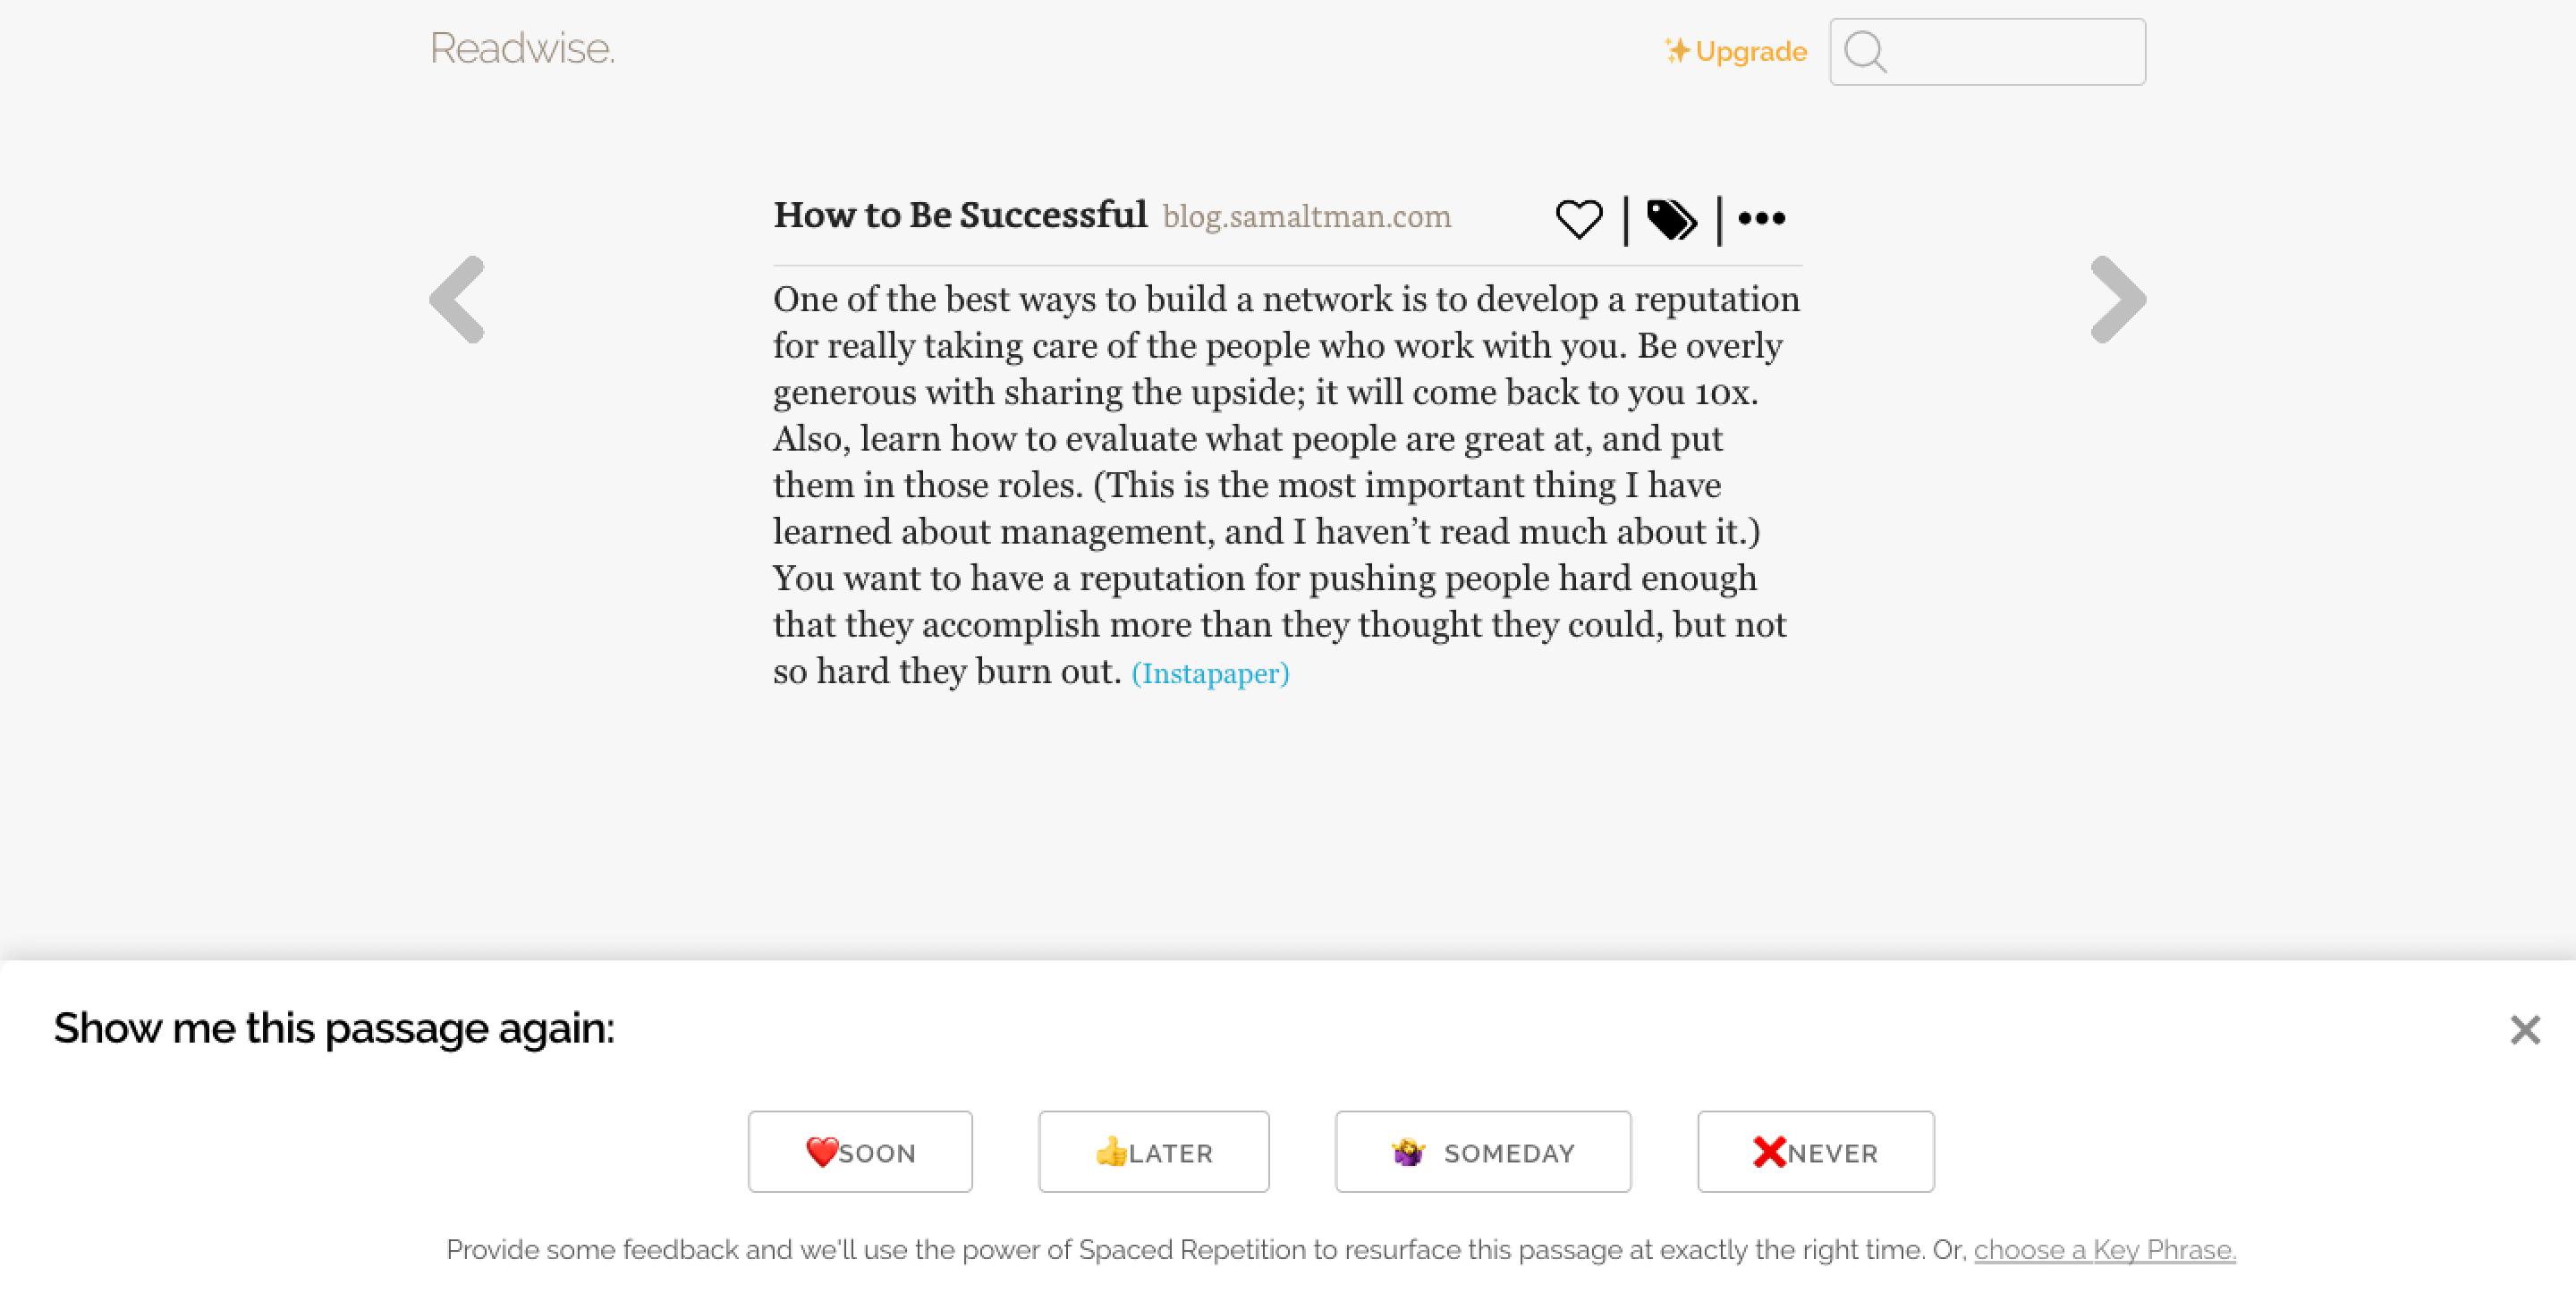 Readwise.
Upgrade
How to Be Successful blog.samaltman.com
One of the best ways to build a network is to develop a reputation
for really taking care of the people who work with you. Be overly
generous with sharing the upside; it will come back to you 10x.
Also, learn how to evaluate what people are great at, and put
them in those roles. (This is the most important thing I have
learned about management, and I haven’t read much about it.)
You want to have a reputation for pushing people hard enough
that they accomplish more than they thought they could, but not
so hard they burn out. (Instapaper)
Show me this passage again:
SOON
LATER
SOMEDAY
NEVER
Provide some feedback and we'll use the power of Spaced Repetition to resurface this passage at exactly the right time. Or, choose a Key Phrase.